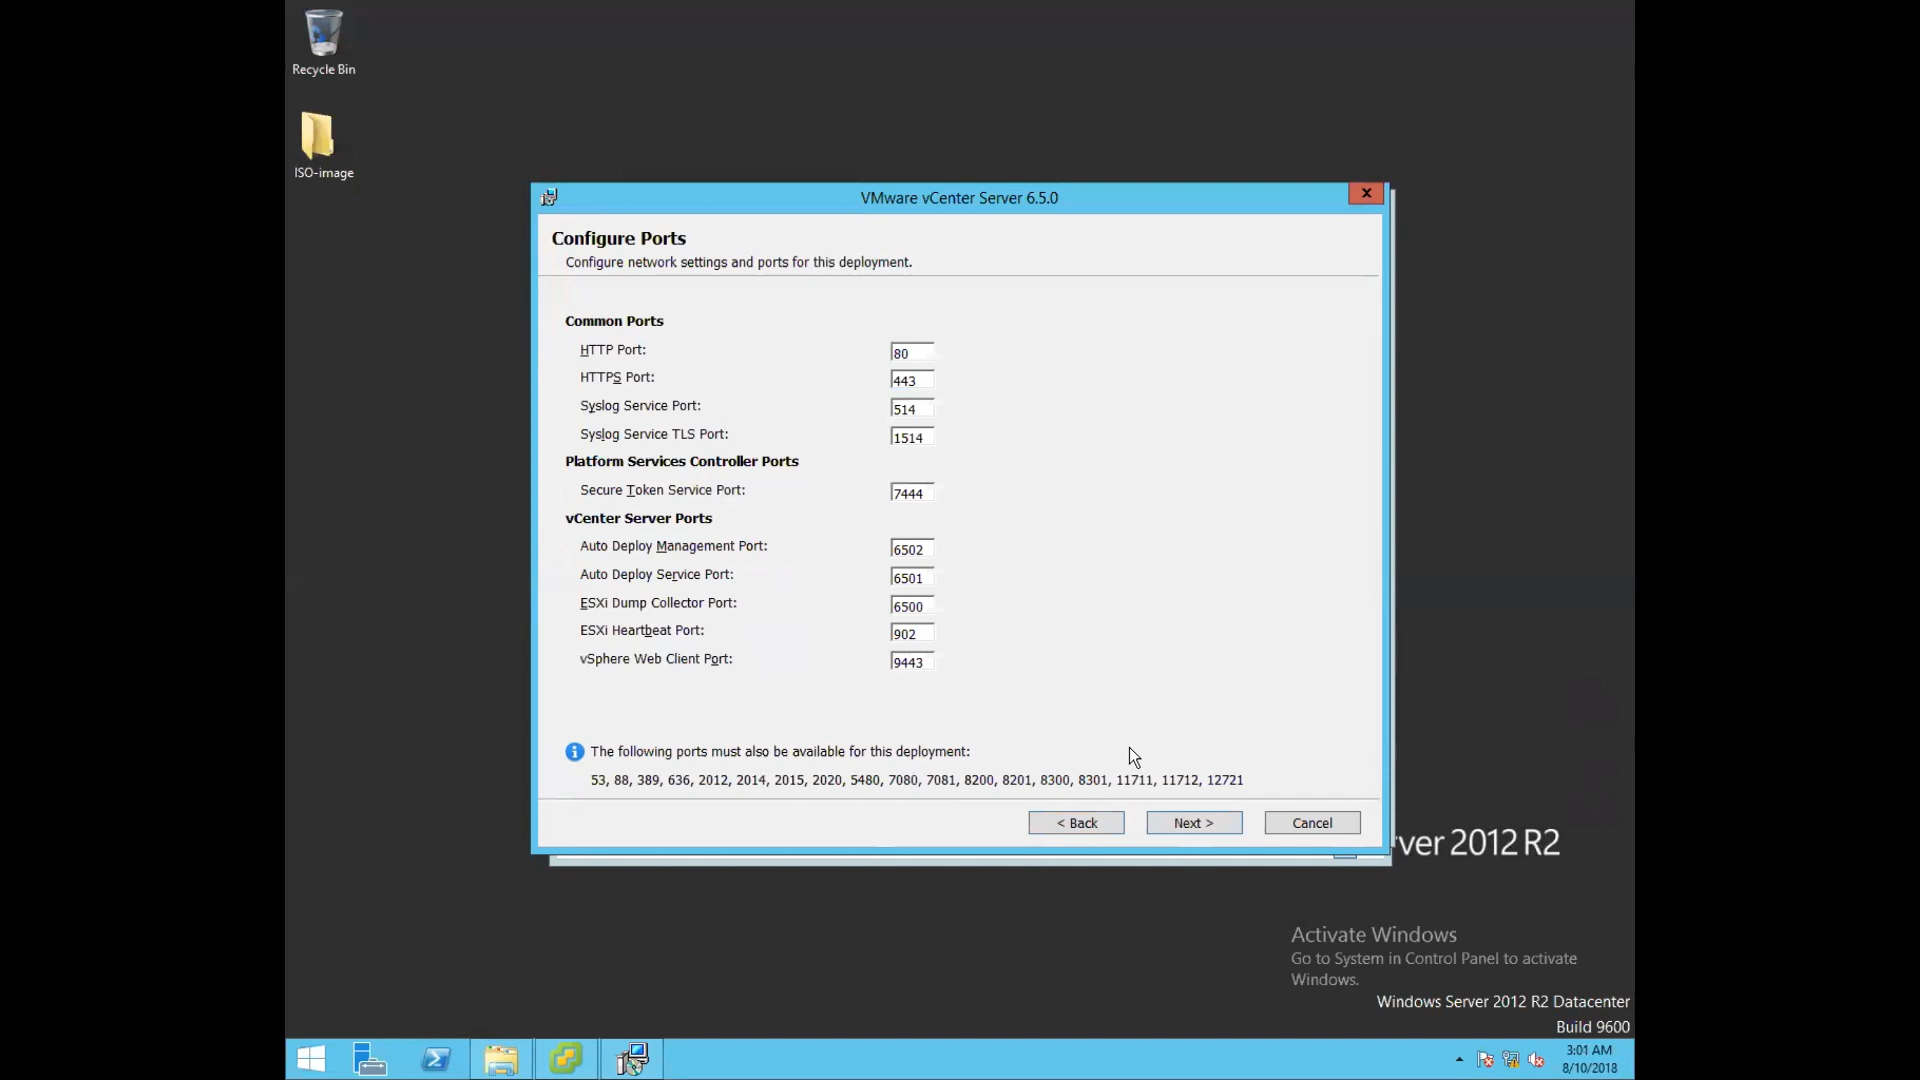 Recycle Bin
ISO-image
VMware vCenter Server 6.5.0
Configure Ports
Configure network settings and ports for this deployment.
Common Ports
HTTP Port: 80
HTTPS Port: 443
Syslog Service Port: 514
Syslog Service TLS Port: 1514
Platform Services Controller Ports
Secure Token Service Port: 7444
vCenter Server Ports
Auto Deploy Management Port: 6502
Auto Deploy Service Port: 6501
ESXi Dump Collector Port: 6500
ESXi Heartbeat Port: 902
vSphere Web Client Port: 9443
The following ports must also be available for this deployment:
53, 88, 389, 636, 2012, 2014, 2015, 2020, 5480, 7080, 7081, 8200, 8201, 8300, 8301, 11711, 11712, 12721
< Back Next > Cancel
ver 2012 R2
Activate Windows
Go to System in Control Panel to activate
Windows.
Windows Server 2012 R2 Datacenter
Build 9600
3:01 AM
8/10/2018